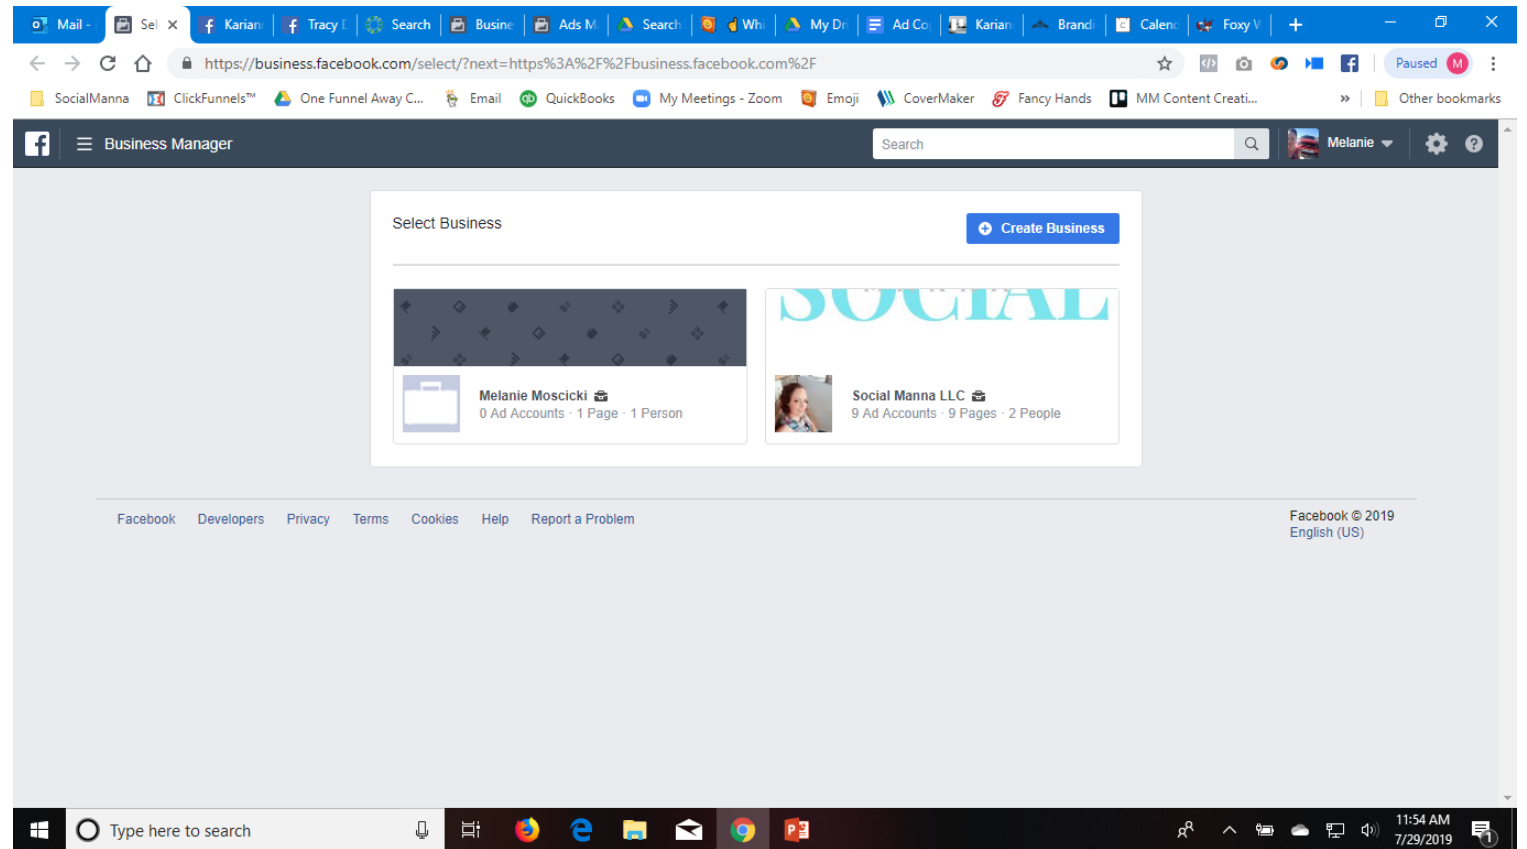 Mail - Sel Karian Tracy Search Busine Ads M Search Whi My Dri Ad Co Karian Brandi Calend Foxy W
https://business.facebook.com/select/?next=https%3A%2F%2Fbusiness.facebook.com%2F Paused M
SocialManna ClickFunnels™ One Funnel Away C... Email QuickBooks My Meetings - Zoom Emoji CoverMaker Fancy Hands MM Content Creati... » Other bookmarks
Business Manager Search Melanie
Select Business Create Business
SOCIAL
Melanie Moscicki
0 Ad Accounts · 1 Page · 1 Person
Social Manna LLC
9 Ad Accounts · 9 Pages · 2 People
Facebook Developers Privacy Terms Cookies Help Report a Problem
Facebook © 2019
English (US)
Type here to search
11:54 AM
7/29/2019
1